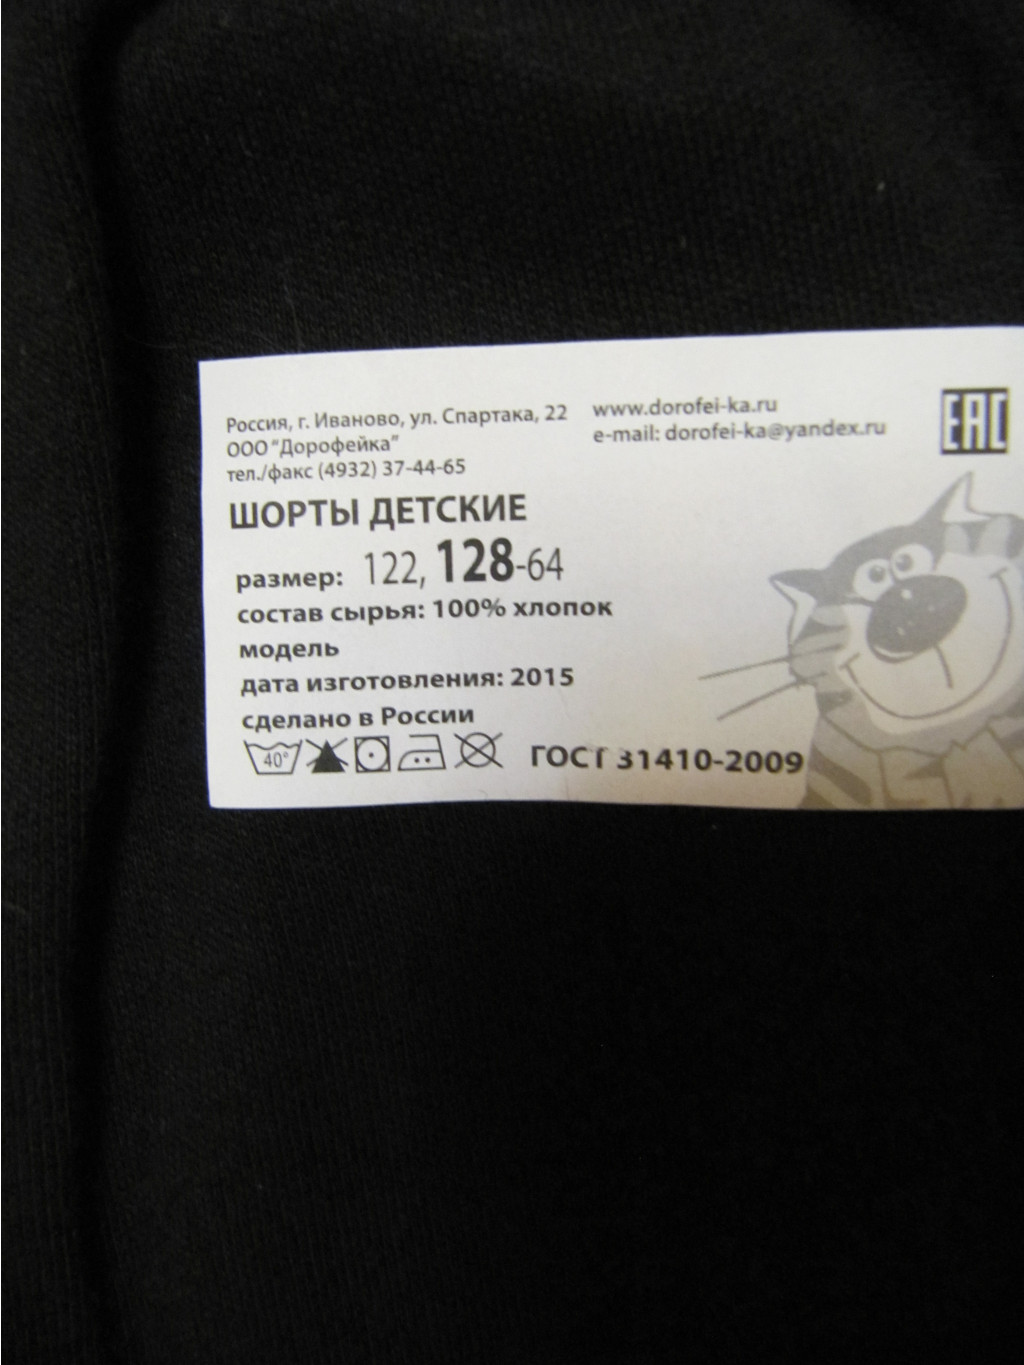 Россия, г. Иваново, ул. Спартака, 22
ООО "Дорофейка"
тел./факс (4932) 37-44-65
www.dorofei-ka.ru
e-mail: dorofei-ka@yandex.ru
EAC
ШОРТЫ ДЕТСКИЕ
размер: 122, 128-64
состав сырья: 100% хлопок
модель
дата изготовления: 2015
сделано в России
40°
ГОСТ 31410-2009